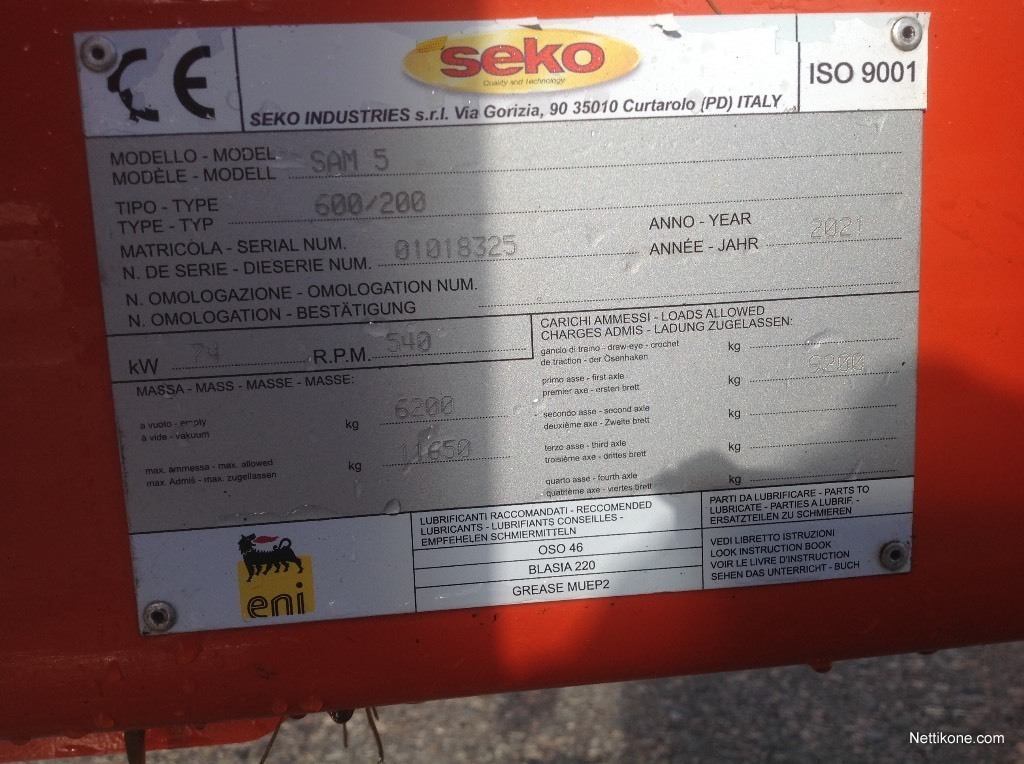 CE
seko
Quality and Technology
ISO 9001
SEKO INDUSTRIES s.r.l. Via Gorizia, 90 35010 Curtarolo (PD) ITALY
MODELLO - MODEL
MODÈLE - MODELL
SAM 5
TIPO - TYPE
TYPE - TYP
600/200
MATRICOLA - SERIAL NUM.
N. DE SERIE - DIESERIE NUM.
01018325
ANNO - YEAR
ANNÉE - JAHR
2021
N. OMOLOGAZIONE - OMOLOGATION NUM.
N. OMOLOGATION - BESTÄTIGUNG
kW 74 R.P.M. 540
MASSA - MASS - MASSE - MASSE:
a vuoto - empty
à vide - vakuum
kg 6200
max. ammessa - max. allowed
max. Admiš - max. zugellassen
kg 11650
CARICHI AMMESSI - LOADS ALLOWED
CHARGES ADMIS - LADUNG ZUGELASSEN:
gancio di traino - draw-eye - crochet
de traction - der Ösenhaken
kg
primo asse - first axle
premier axe - ersten brett
kg
secondo asse - second axle
deuxième axe - Zweite brett
kg
terzo asse - third axle
troisième axe - drittes brett
kg
quarto asse - fourth axle
quatrième axe - viertes brett
kg
eni
LUBRIFICANTI RACCOMANDATI - RECCOMENDED
LUBRICANTS - LUBRIFIANTS CONSEILLES -
EMPFEHELEN SCHMIERMITTELN
OSO 46
BLASIA 220
GREASE MUEP2
PARTI DA LUBRIFICARE - PARTS TO
LUBRICATE - PARTIES A LUBRIF. -
ERSATZTEILEN ZU SCHMIEREN
VEDI LIBRETTO ISTRUZIONI
LOOK INSTRUCTION BOOK
VOIR LE LIVRE D'INSTRUCTION
SEHEN DAS UNTERRICHT - BUCH
Nettikone.com